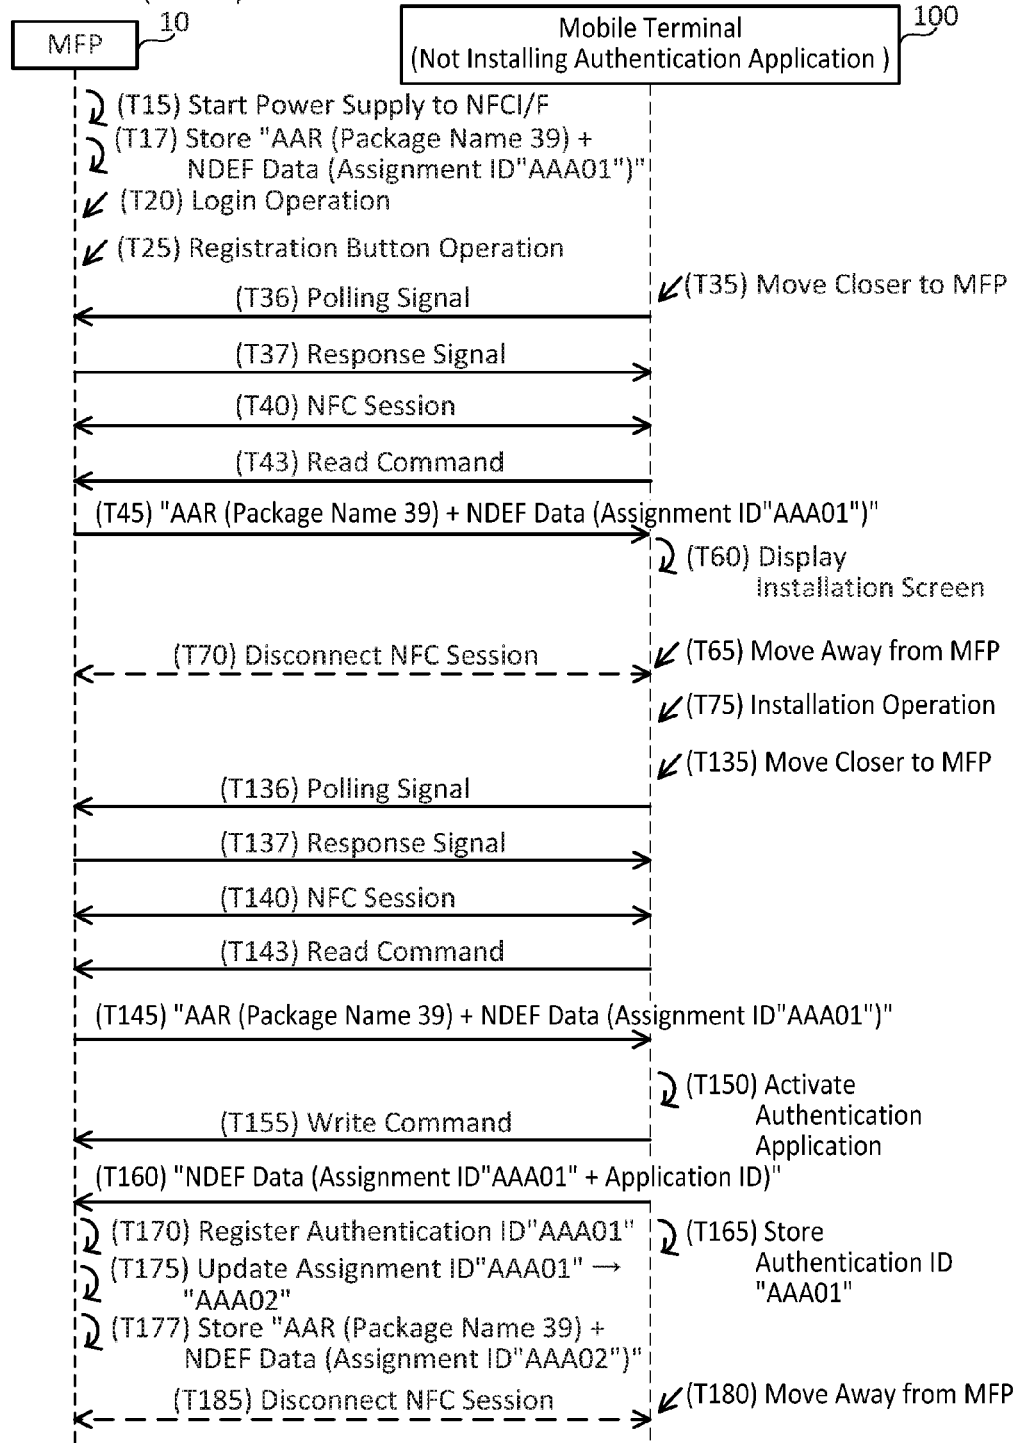 10
100
MFP
Mobile Terminal
(Not Installing Authentication Application )
(T15) Start Power Supply to NFCI/F
(T17) Store "AAR (Package Name 39) +
NDEF Data (Assignment ID"AAA01")"
(T20) Login Operation
(T25) Registration Button Operation
(T35) Move Closer to MFP
(T36) Polling Signal
(T37) Response Signal
(T40) NFC Session
(T43) Read Command
(T45) "AAR (Package Name 39) + NDEF Data (Assignment ID"AAA01")"
(T60) Display
Installation Screen
(T65) Move Away from MFP
(T70) Disconnect NFC Session
(T75) Installation Operation
(T135) Move Closer to MFP
(T136) Polling Signal
(T137) Response Signal
(T140) NFC Session
(T143) Read Command
(T145) "AAR (Package Name 39) + NDEF Data (Assignment ID"AAA01")"
(T150) Activate
Authentication
Application
(T155) Write Command
(T160) "NDEF Data (Assignment ID"AAA01" + Application ID)"
(T170) Register Authentication ID"AAA01"
(T165) Store
Authentication ID
"AAA01"
(T175) Update Assignment ID"AAA01" →
"AAA02"
(T177) Store "AAR (Package Name 39) +
NDEF Data (Assignment ID"AAA02")"
(T180) Move Away from MFP
(T185) Disconnect NFC Session